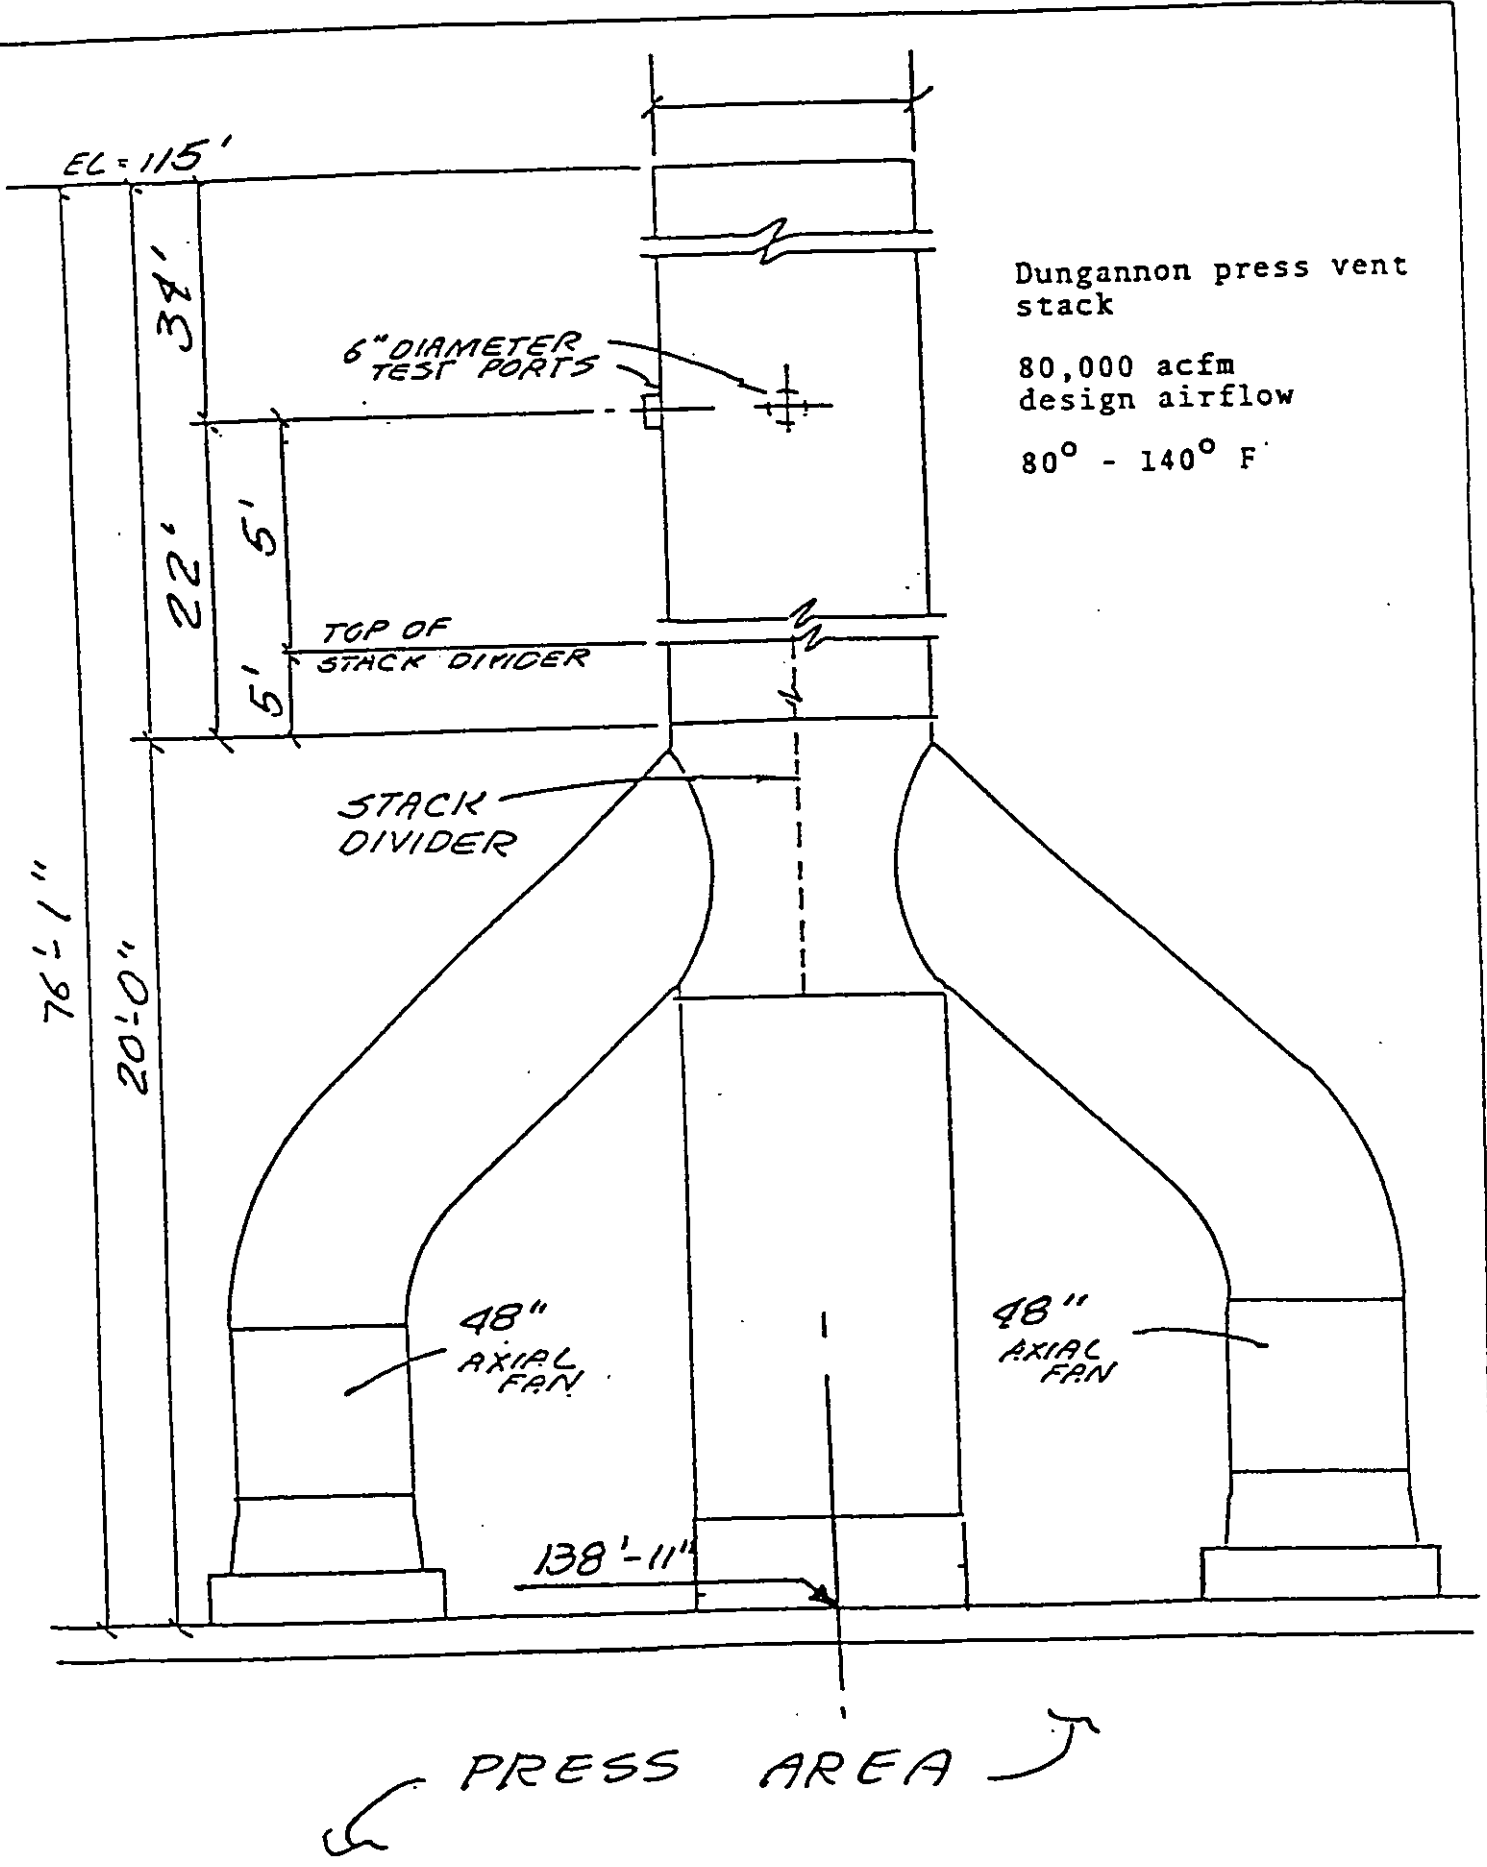 EL = 115'
34'
6" DIAMETER
TEST PORTS
Dungannon press vent
stack
80,000 acfm
design airflow
80° - 140° F
22'
5'
TOP OF
STACK DIVIDER
5'
STACK
DIVIDER
76'-1"
20'-0"
48"
AXIAL
FAN
48"
AXIAL
FAN
138'-11"
PRESS AREA